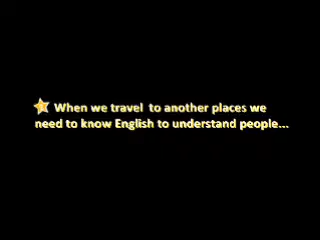 When we travel to another places we
need to know English to understand people...